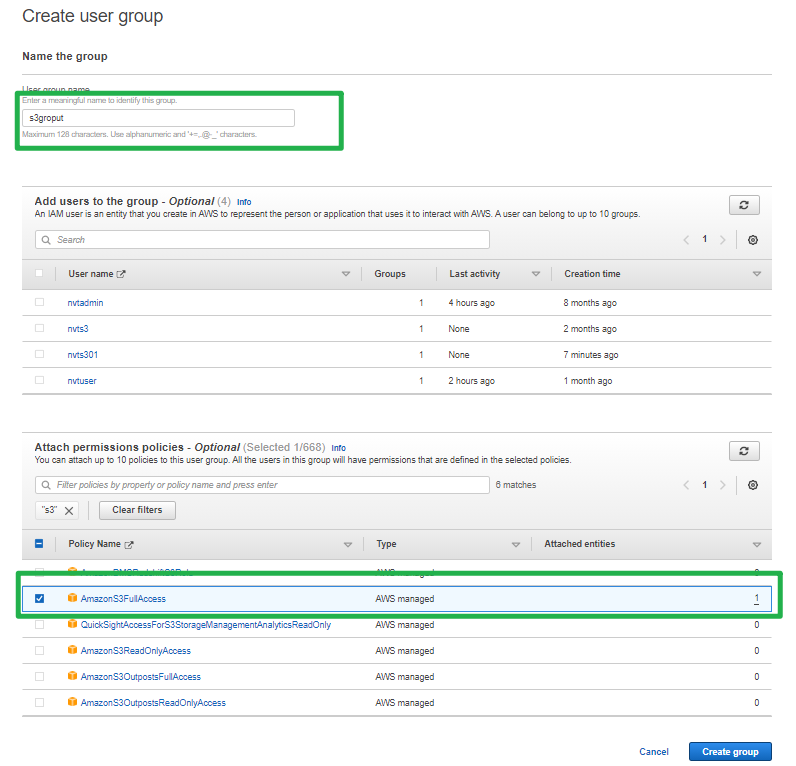 Create user group
Name the group
User group name
Enter a meaningful name to identify this group.
s3groput
Maximum 128 characters. Use alphanumeric and '+=,.@-_' characters.
Add users to the group - Optional (4) Info
An IAM user is an entity that you create in AWS to represent the person or application that uses it to interact with AWS. A user can belong to up to 10 groups.
Search
1
User name Groups Last activity Creation time
nvtadmin 1 4 hours ago 8 months ago
nvts3 1 None 2 months ago
nvts301 1 None 7 minutes ago
nvtuser 1 2 hours ago 1 month ago
Attach permissions policies - Optional (Selected 1/668) Info
You can attach up to 10 policies to this user group. All the users in this group will have permissions that are defined in the selected policies.
Filter policies by property or policy name and press enter 6 matches 1
"s3" Clear filters
Policy Name Type Attached entities
AmazonDMSRedshiftS3Role AWS managed 0
AmazonS3FullAccess AWS managed 1
QuickSightAccessForS3StorageManagementAnalyticsReadOnly AWS managed 0
AmazonS3ReadOnlyAccess AWS managed 0
AmazonS3OutpostsFullAccess AWS managed 0
AmazonS3OutpostsReadOnlyAccess AWS managed 0
Cancel Create group